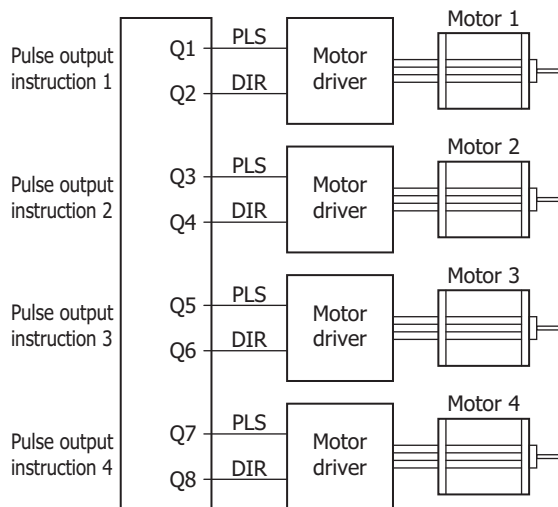 Motor 1
Pulse output
instruction 1
Q1
PLS
Q2
DIR
Motor
driver
Motor 2
Pulse output
instruction 2
Q3
PLS
Q4
DIR
Motor
driver
Motor 3
Pulse output
instruction 3
Q5
PLS
Q6
DIR
Motor
driver
Motor 4
Pulse output
instruction 4
Q7
PLS
Q8
DIR
Motor
driver